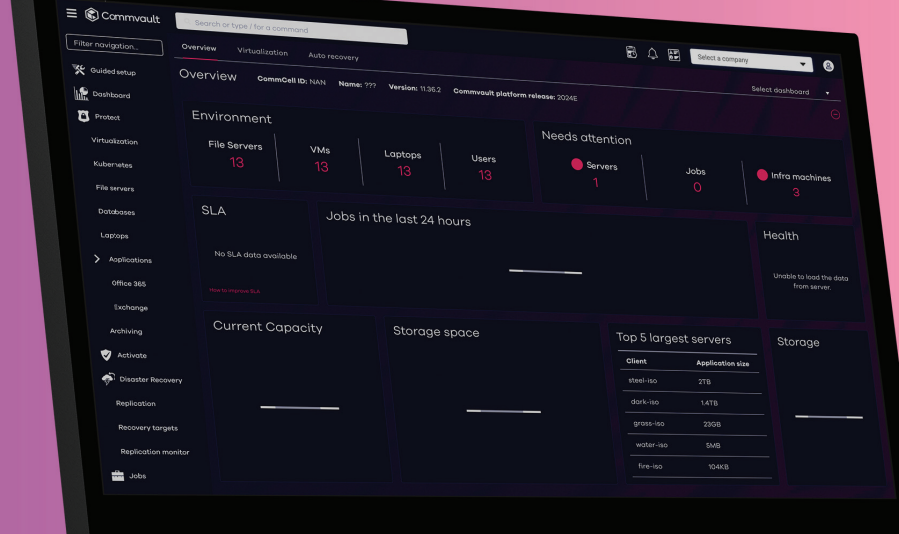 Commvault
Search or type / for a command
Select a company
Filter navigation...
Overview
Virtualization
Auto recovery
Select dashboard
Guided setup
Dashboard
Protect
Virtualization
Kubernetes
File servers
Databases
Laptops
Applications
Office 365
Exchange
Archiving
Activate
Disaster Recovery
Replication
Recovery targets
Replication monitor
Jobs
Overview CommCell ID: NAN Name: ??? Version: 11.36.2 Commvault platform release: 2024E
Environment
File Servers
13
VMs
13
Laptops
13
Users
13
Needs attention
Servers
1
Jobs
0
Infra machines
3
SLA
No SLA data available
How to improve SLA
Jobs in the last 24 hours
Health
Unable to load the data
from server.
Current Capacity
Storage space
Top 5 largest servers
Client Application size
steel-iso 2TB
dark-iso 1.4TB
grass-iso 23GB
water-iso 5MB
fire-iso 104KB
Storage